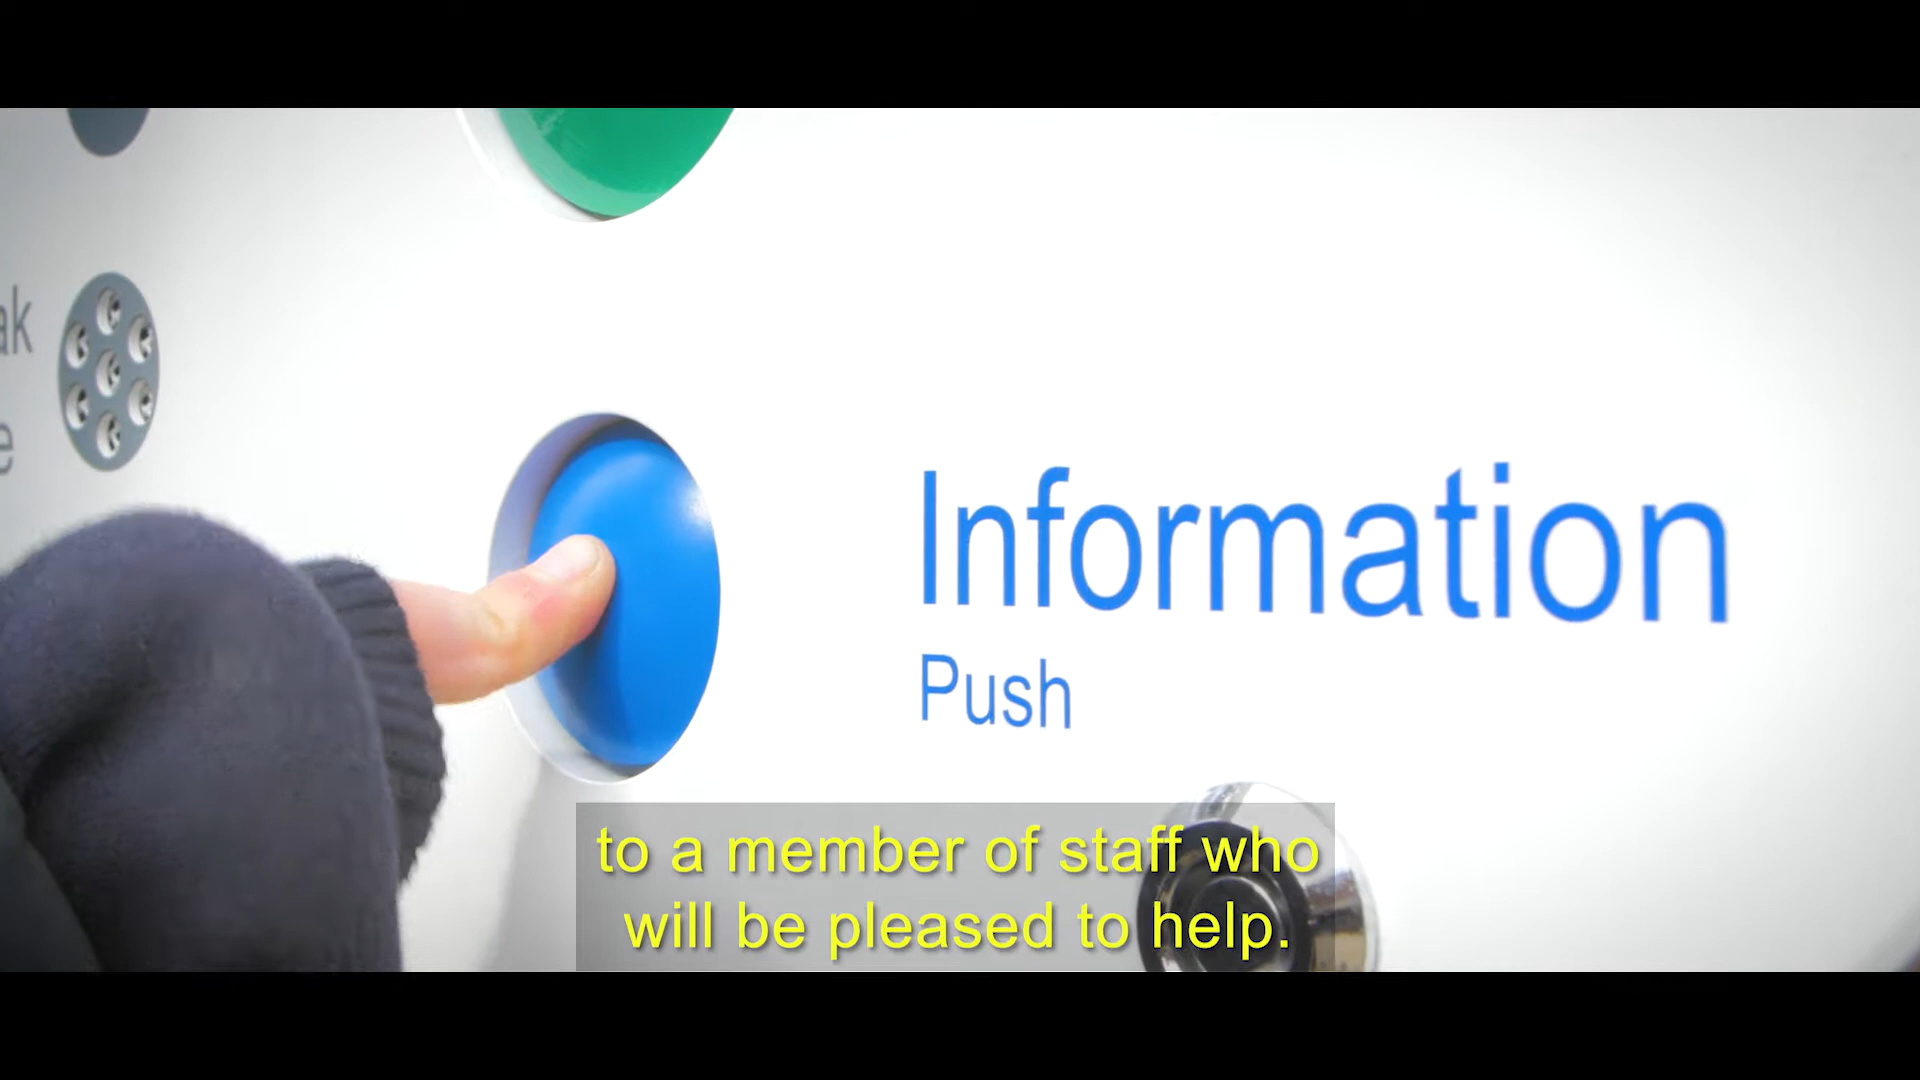 Information
Push
to a member of staff who
will be pleased to help.